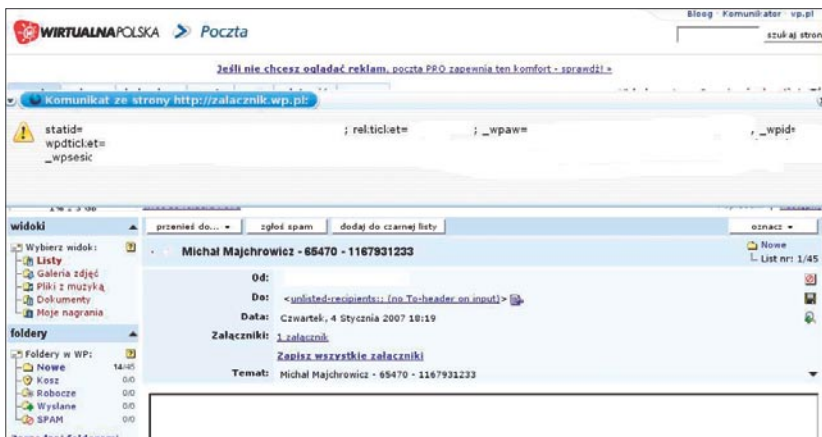 Bloog · Komunikator · wp.pl
WIRTUALNAPOLSKA Poczta
szukaj stron
Jeśli nie chcesz oglądać reklam, poczta PRO zapewnia ten komfort - sprawdź! »
Komunikat ze strony http://zalacznik.wp.pl:
statid= ; rekticket= ; _wpaw= , _wpid=
wpdticket=
_wpsesic
widoki
przenieś do... zgłoś spam dodaj do czarnej listy oznacz
Wybierz widok:
Listy
Galeria zdjęć
Pliki z muzyką
Dokumenty
Moje nagrania
Michał Majchrowicz - 65470 - 1167931233
Nowe
List nr: 1/45
Od:
Do: <unlisted-recipients:; (no To-header on input)>
Data: Czwartek, 4 Stycznia 2007 18:19
Załączniki: 1 załącznik
Zapisz wszystkie załączniki
Temat: Michał Majchrowicz - 65470 - 1167931233
foldery
Foldery w WP:
Nowe 14/45
Kosz 0/0
Robocze 0/0
Wysłane 0/0
SPAM 0/0